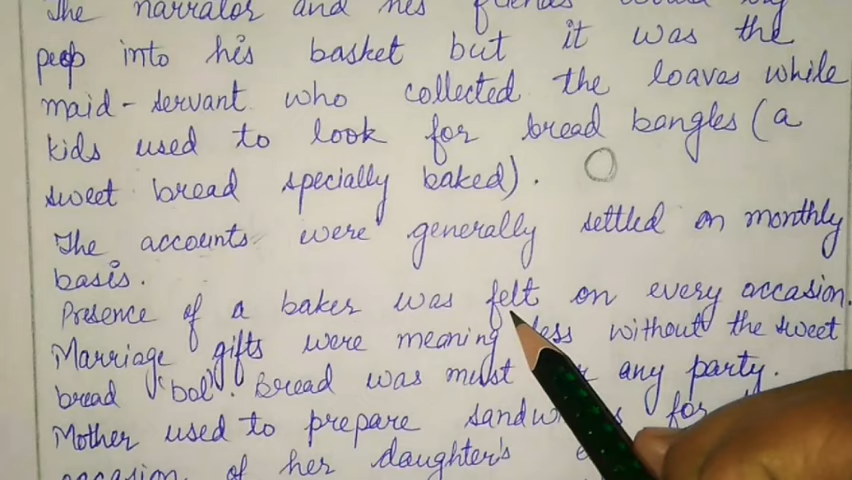 The narrator and his friends would
peep into his basket but it was the
maid-servant who collected the loaves while
kids used to look for bread bangles (a
sweet bread specially baked).
The accounts were generally settled on monthly
basis.
Presence of a baker was felt on every occasion.
Marriage gifts were meaningless without the sweet
bread 'bol'. Bread was must any party.
Mother used to prepare for
occasion of her daughter's